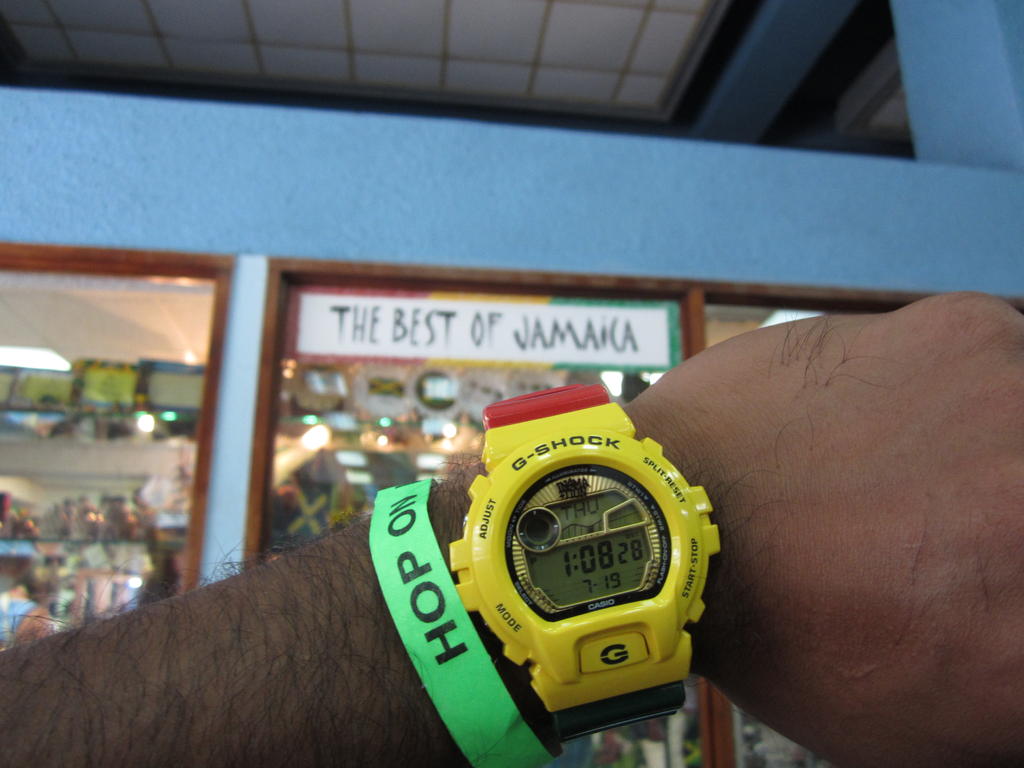 THE BEST OF JAMAiCA
G-SHOCK
SPLIT-RESET
ADJUST
THU
1:08 28
7-19
START-STOP
MODE
CASIO
G
HOP ON